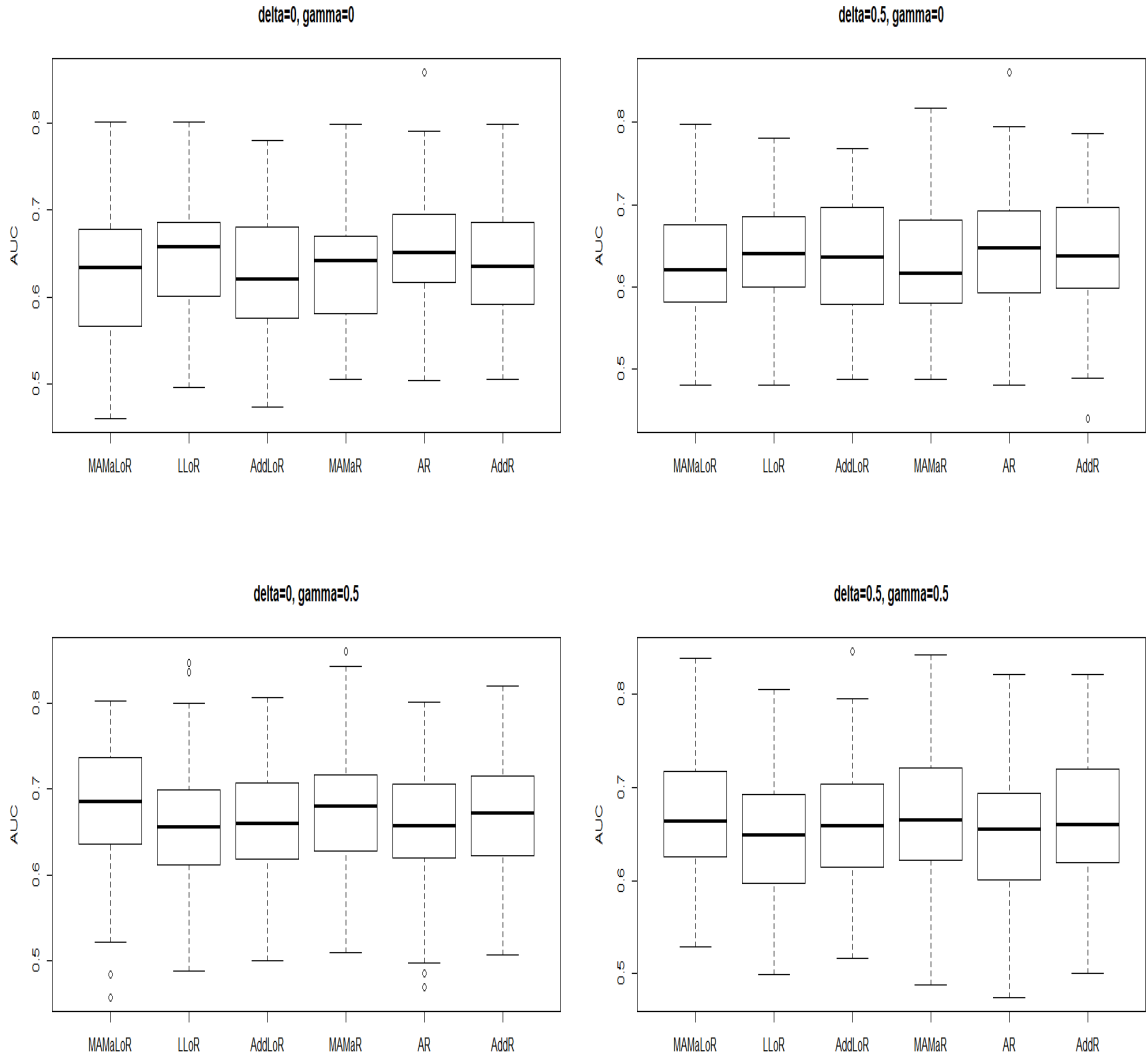 delta=0, gamma=0
AUC
0.8
0.7
0.6
0.5
MAMaLoR LLoR AddLoR MAMaR AR AddR
delta=0.5, gamma=0
AUC
0.8
0.7
0.6
0.5
MAMaLoR LLoR AddLoR MAMaR AR AddR
delta=0, gamma=0.5
AUC
0.8
0.7
0.6
0.5
MAMaLoR LLoR AddLoR MAMaR AR AddR
delta=0.5, gamma=0.5
AUC
0.8
0.7
0.6
0.5
MAMaLoR LLoR AddLoR MAMaR AR AddR